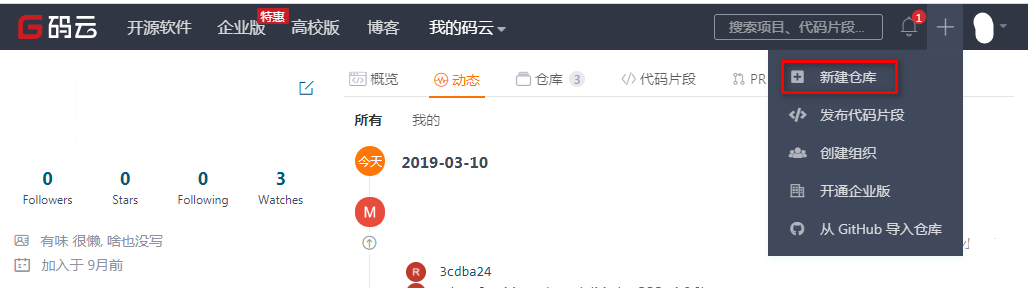 码云 开源软件 企业版 特惠 高校版 博客 我的码云 搜索项目、代码片段... 1
概览 动态 仓库 3 代码片段 PR
所有 我的
今天 2019-03-10
M
R 3cdba24
0 0 0 3
Followers Stars Following Watches
有味 很懒, 啥也没写
加入于 9月前
新建仓库
发布代码片段
创建组织
开通企业版
从 GitHub 导入仓库